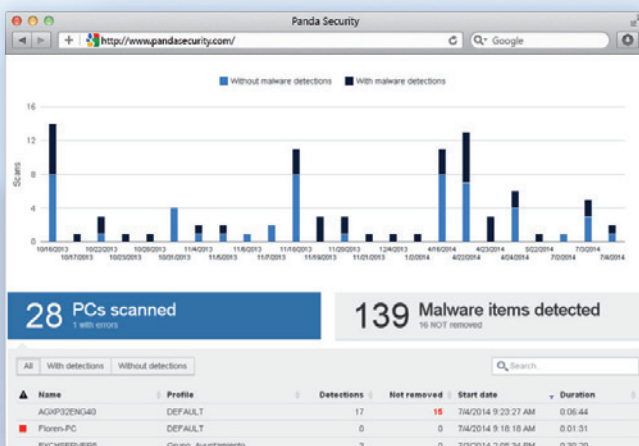 Panda Security
http://www.pandasecurity.com/
Google
Without malware detections With malware detections
Scans
16
12
8
4
0
10/16/2013 10/22/2013 10/28/2013 11/4/2013 11/6/2013 11/18/2013 11/20/2013 12/4/2013 4/16/2014 4/23/2014 5/22/2014 7/3/2014
10/17/2013 10/23/2013 10/31/2013 11/5/2013 11/7/2013 11/19/2013 11/21/2013 1/2/2014 4/22/2014 4/24/2014 7/2/2014 7/4/2014
28 PCs scanned
1 with errors
139 Malware items detected
16 NOT removed
All With detections Without detections
Search...
Name Profile Detections Not removed Start date Duration
AGXP32ENG40 DEFAULT 17 15 7/4/2014 9:23:27 AM 0:06:44
Floren-PC DEFAULT 0 0 7/4/2014 9:18:18 AM 0:01:31